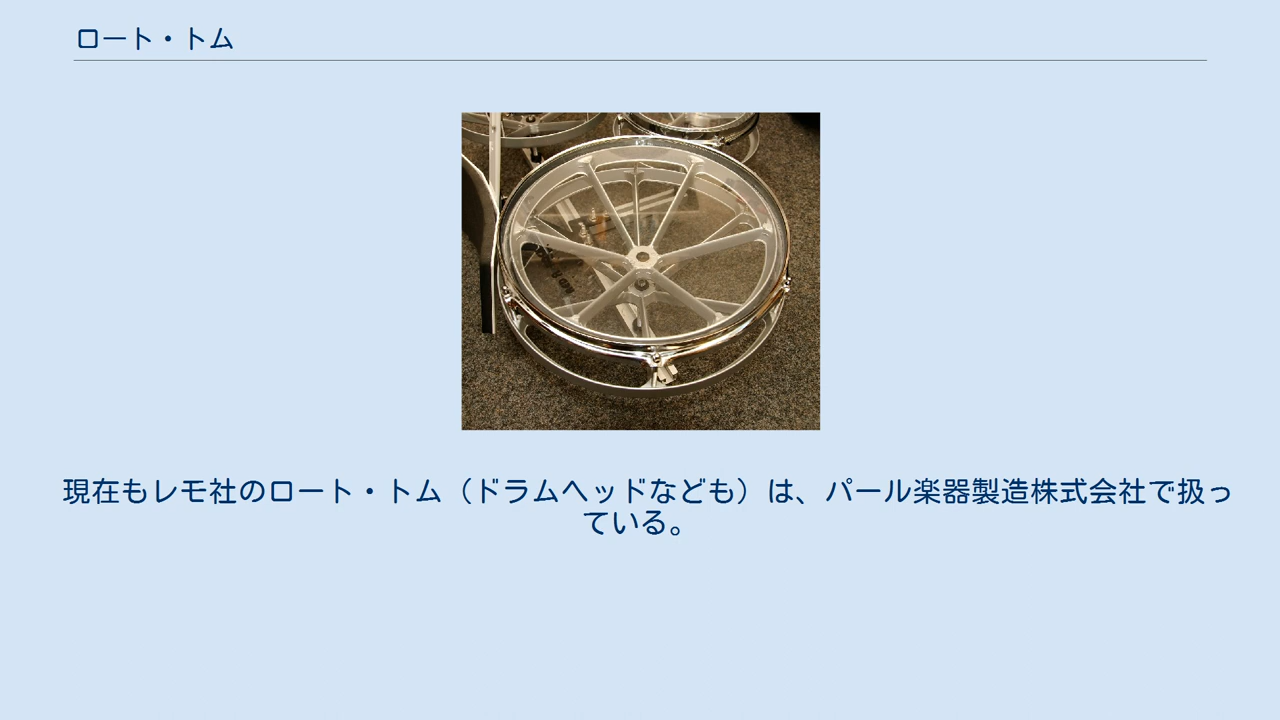 ロート・トム
現在もレモ社のロート・トム（ドラムヘッドなども）は、パール楽器製造株式会社で扱っ
ている。